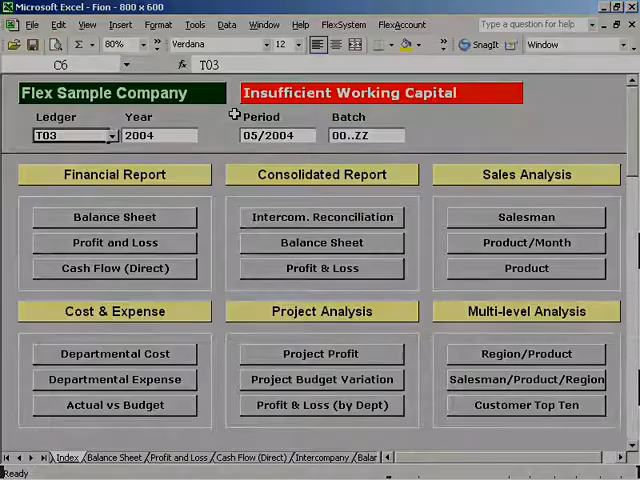 Microsoft Excel - Fion - 800 x 600
File Edit View Insert Format Tools Data Window Help FlexSystem FlexAccount Type a question for help
Σ 80% Verdana 12 SnagIt Window
C6 fx T03
Flex Sample Company Insufficient Working Capital
Ledger Year Period Batch
T03 2004 05/2004 00..ZZ
Financial Report Consolidated Report Sales Analysis
Balance Sheet Intercom. Reconciliation Salesman
Profit and Loss Balance Sheet Product/Month
Cash Flow (Direct) Profit & Loss Product
Cost & Expense Project Analysis Multi-level Analysis
Departmental Cost Project Profit Region/Product
Departmental Expense Project Budget Variation Salesman/Product/Region
Actual vs Budget Profit & Loss (by Dept) Customer Top Ten
Index Balance Sheet Profit and Loss Cash Flow (Direct) Intercompany Balar
Ready